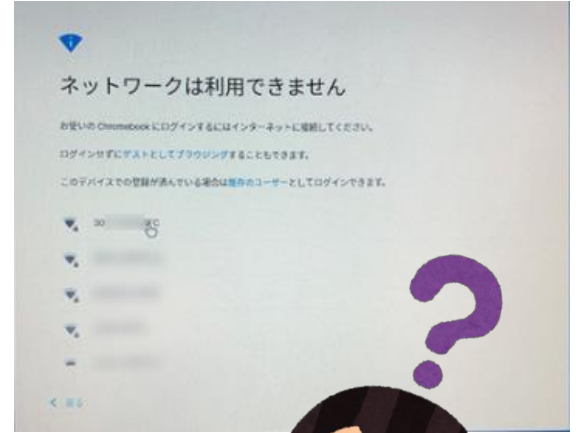 ネットワークは利用できません
お使いの Chromebook にログインするにはインターネットに接続してください。
ログインせずにゲストとしてブラウジングすることもできます。
このデバイスでの登録が済んでいる場合は既存のユーザーとしてログインできます。
30
戻る
?